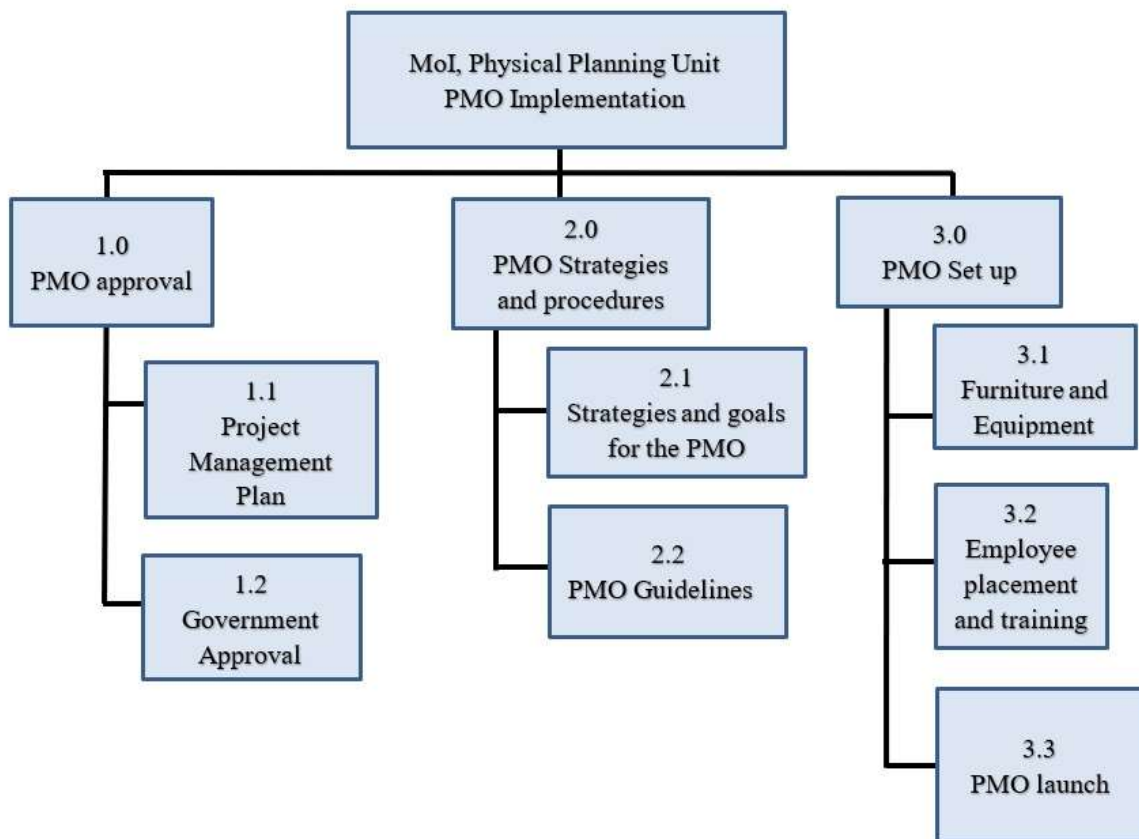 MoI, Physical Planning Unit
PMO Implementation
1.0
PMO approval
1.1
Project
Management
Plan
1.2
Government
Approval
2.0
PMO Strategies
and procedures
2.1
Strategies and goals
for the PMO
2.2
PMO Guidelines
3.0
PMO Set up
3.1
Furniture and
Equipment
3.2
Employee
placement
and training
3.3
PMO launch